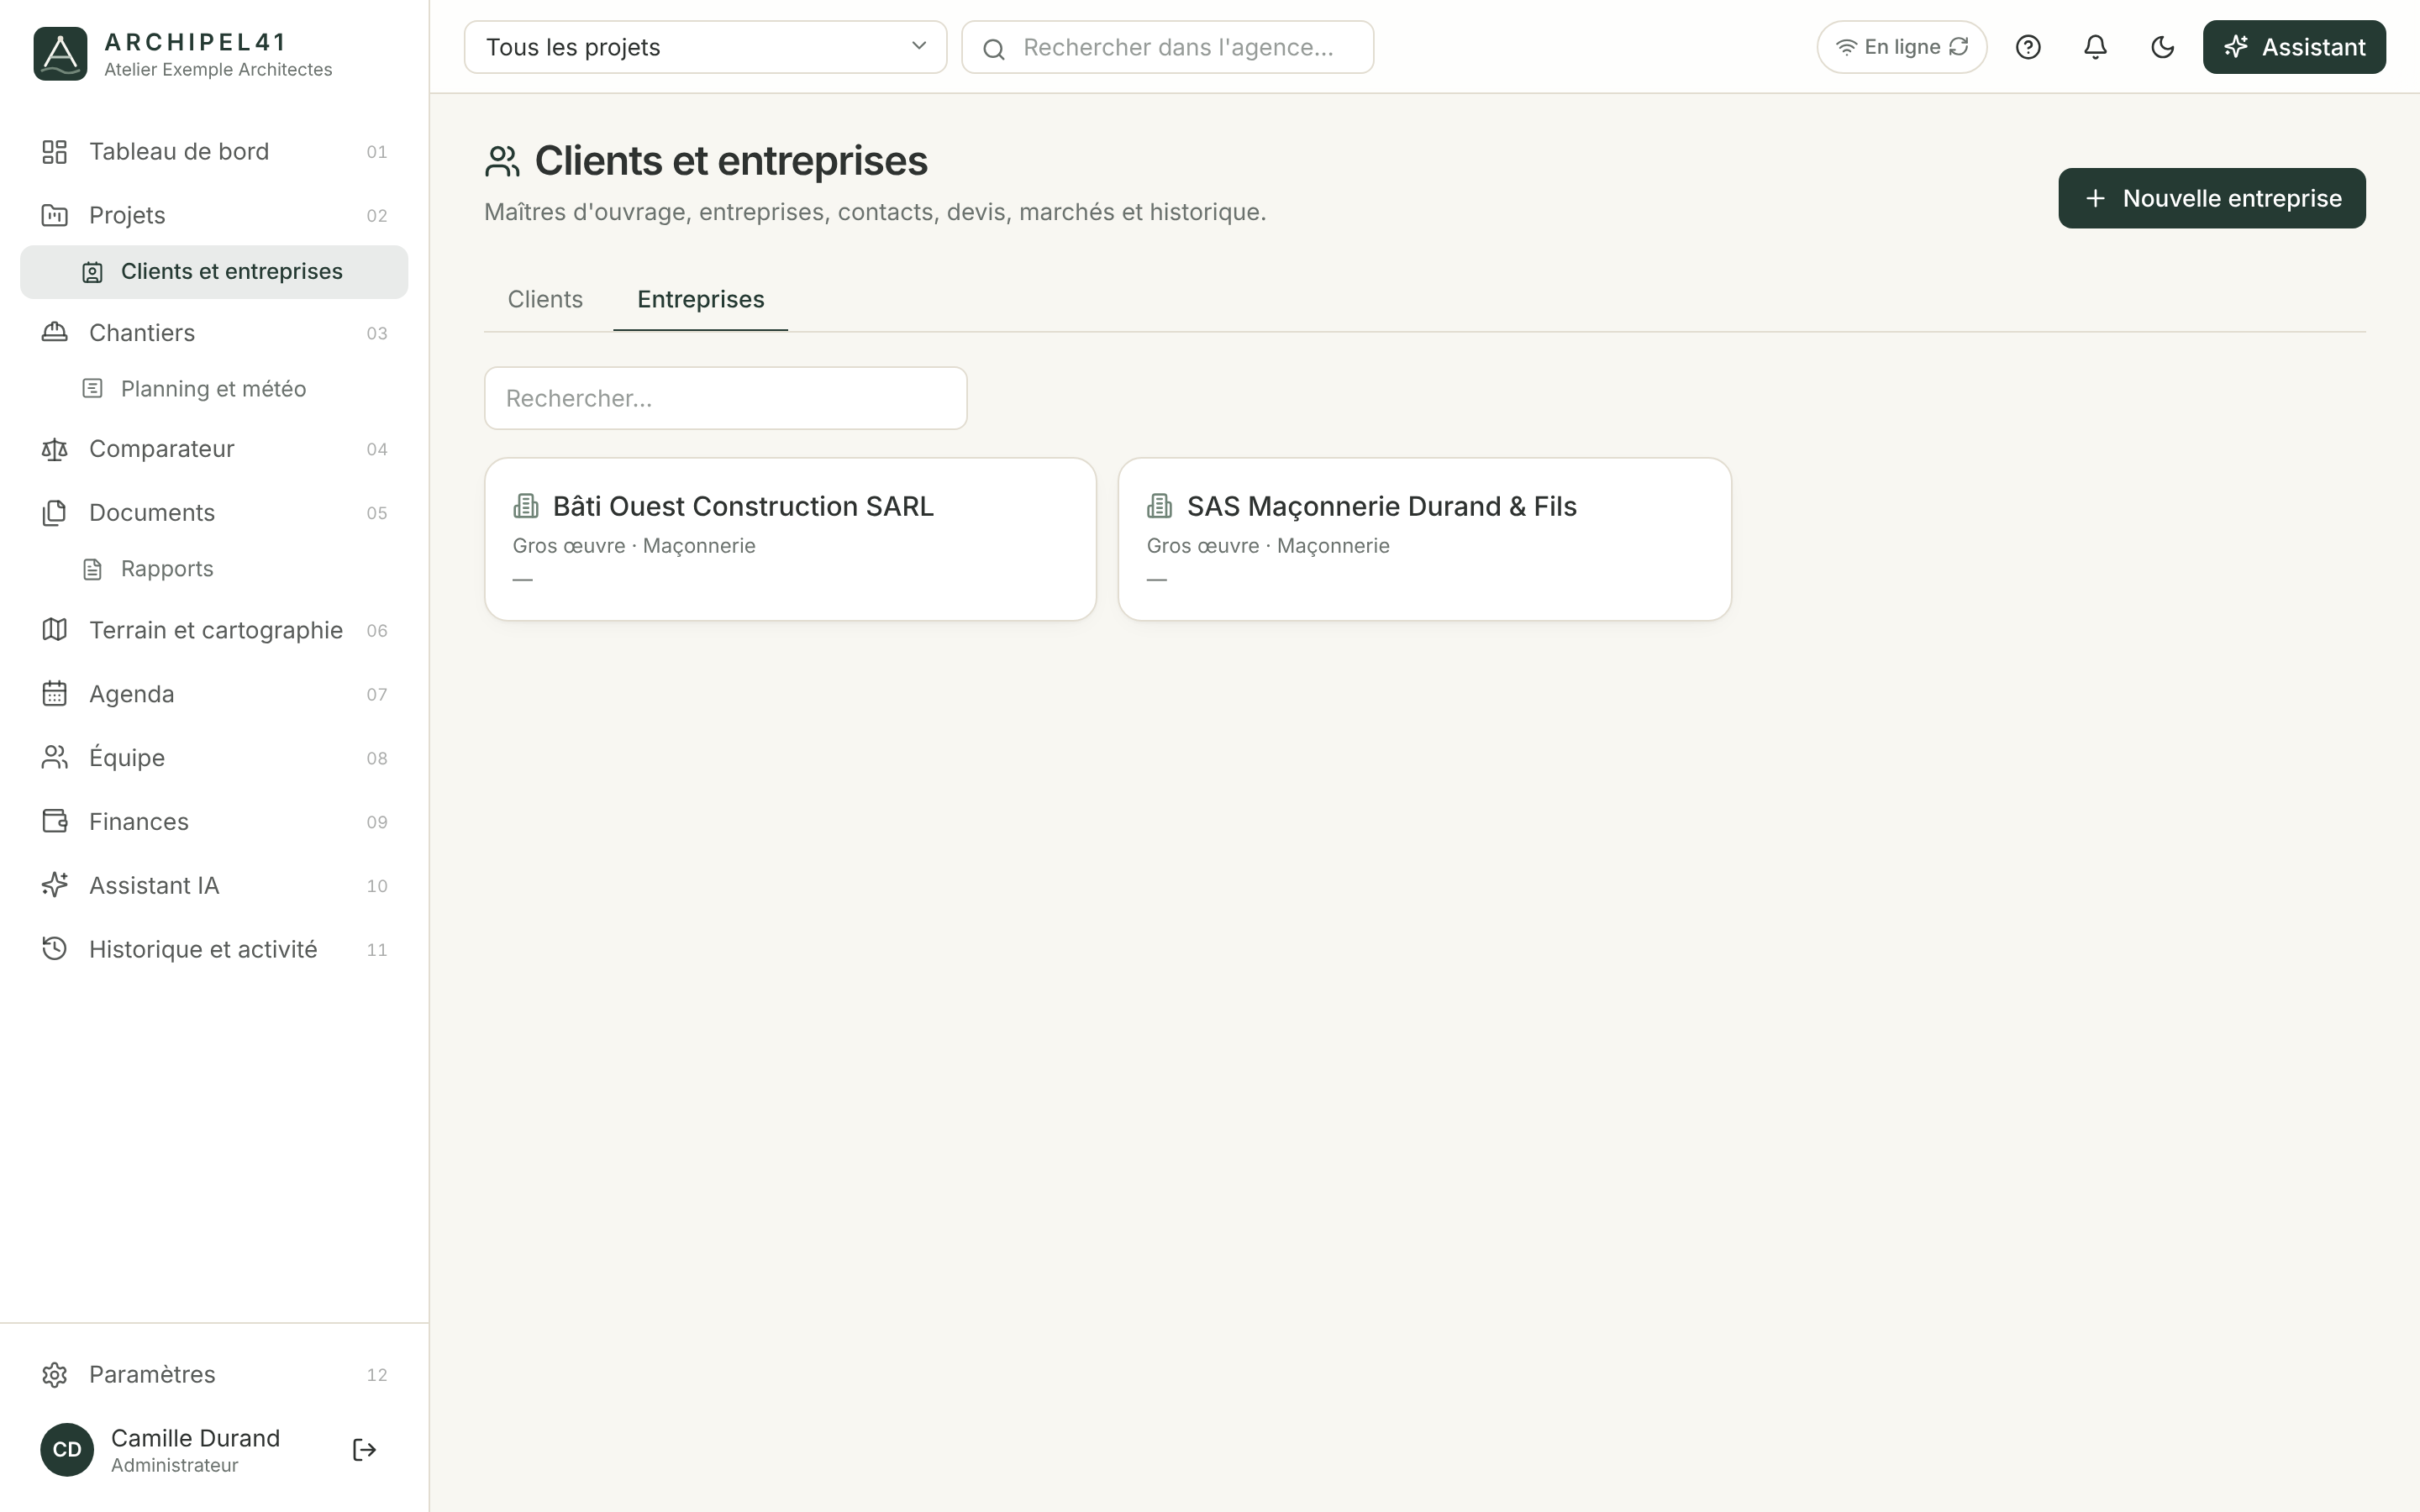 ARCHIPEL41
Atelier Exemple Architectes
Tableau de bord 01
Projets 02
Clients et entreprises
Chantiers 03
Planning et météo
Comparateur 04
Documents 05
Rapports
Terrain et cartographie 06
Agenda 07
Équipe 08
Finances 09
Assistant IA 10
Historique et activité 11
Paramètres 12
CD
Camille Durand
Administrateur
Tous les projets
Rechercher dans l'agence...
En ligne
Assistant
Clients et entreprises
Maîtres d'ouvrage, entreprises, contacts, devis, marchés et historique.
Nouvelle entreprise
Clients
Entreprises
Rechercher...
Bâti Ouest Construction SARL
Gros œuvre · Maçonnerie
—
SAS Maçonnerie Durand & Fils
Gros œuvre · Maçonnerie
—